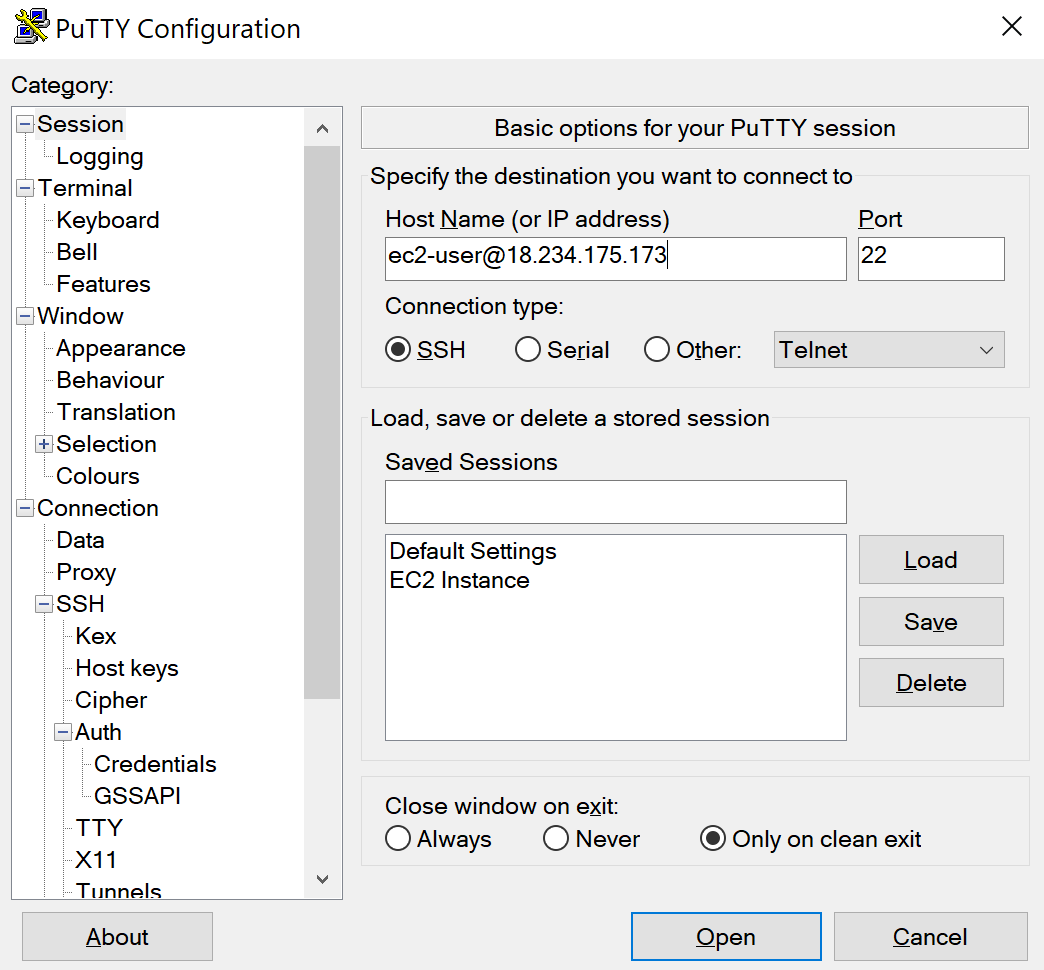 PuTTY Configuration
Category:
Session
Logging
Terminal
Keyboard
Bell
Features
Window
Appearance
Behaviour
Translation
Selection
Colours
Connection
Data
Proxy
SSH
Kex
Host keys
Cipher
Auth
Credentials
GSSAPI
TTY
X11
Tunnels
Basic options for your PuTTY session
Specify the destination you want to connect to
Host Name (or IP address) Port
ec2-user@18.234.175.173 22
Connection type:
SSH Serial Other: Telnet
Load, save or delete a stored session
Saved Sessions
Default Settings
EC2 Instance
Load
Save
Delete
Close window on exit:
Always Never Only on clean exit
About Open Cancel